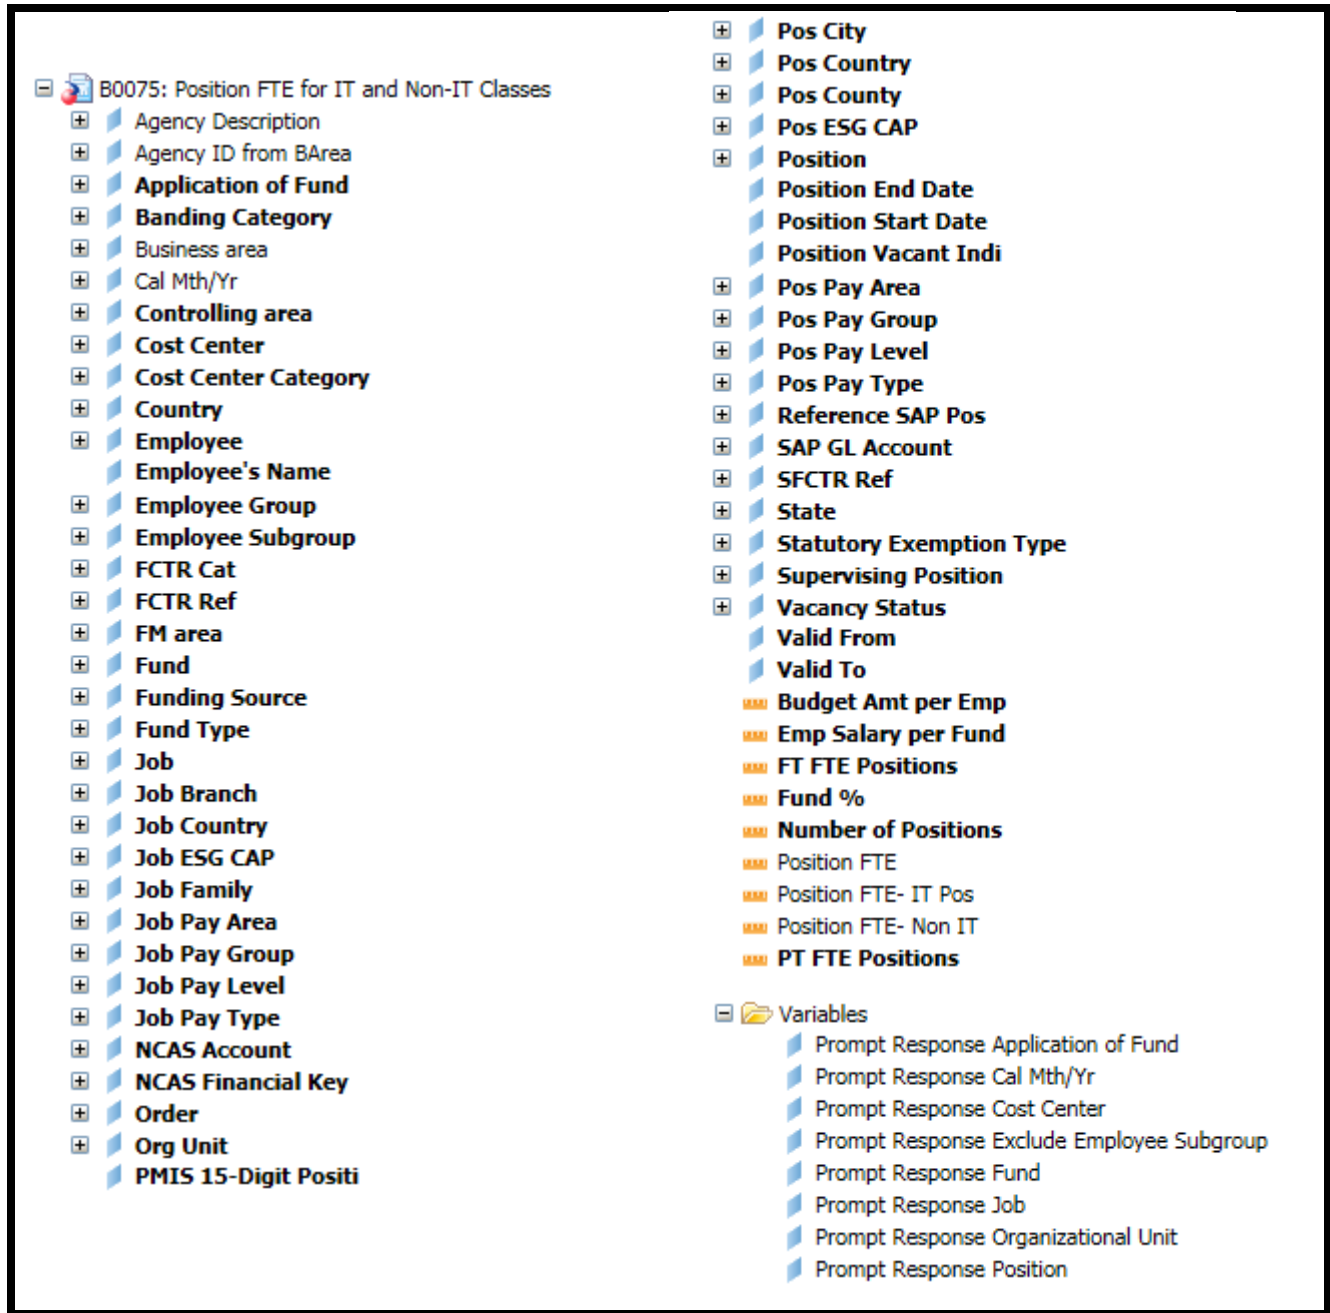 B0075: Position FTE for IT and Non-IT Classes
Agency Description
Agency ID from BArea
Application of Fund
Banding Category
Business area
Cal Mth/Yr
Controlling area
Cost Center
Cost Center Category
Country
Employee
Employee's Name
Employee Group
Employee Subgroup
FCTR Cat
FCTR Ref
FM area
Fund
Funding Source
Fund Type
Job
Job Branch
Job Country
Job ESG CAP
Job Family
Job Pay Area
Job Pay Group
Job Pay Level
Job Pay Type
NCAS Account
NCAS Financial Key
Order
Org Unit
PMIS 15-Digit Positi
Pos City
Pos Country
Pos County
Pos ESG CAP
Position
Position End Date
Position Start Date
Position Vacant Indi
Pos Pay Area
Pos Pay Group
Pos Pay Level
Pos Pay Type
Reference SAP Pos
SAP GL Account
SFCTR Ref
State
Statutory Exemption Type
Supervising Position
Vacancy Status
Valid From
Valid To
Budget Amt per Emp
Emp Salary per Fund
FT FTE Positions
Fund %
Number of Positions
Position FTE
Position FTE- IT Pos
Position FTE- Non IT
PT FTE Positions
Variables
Prompt Response Application of Fund
Prompt Response Cal Mth/Yr
Prompt Response Cost Center
Prompt Response Exclude Employee Subgroup
Prompt Response Fund
Prompt Response Job
Prompt Response Organizational Unit
Prompt Response Position